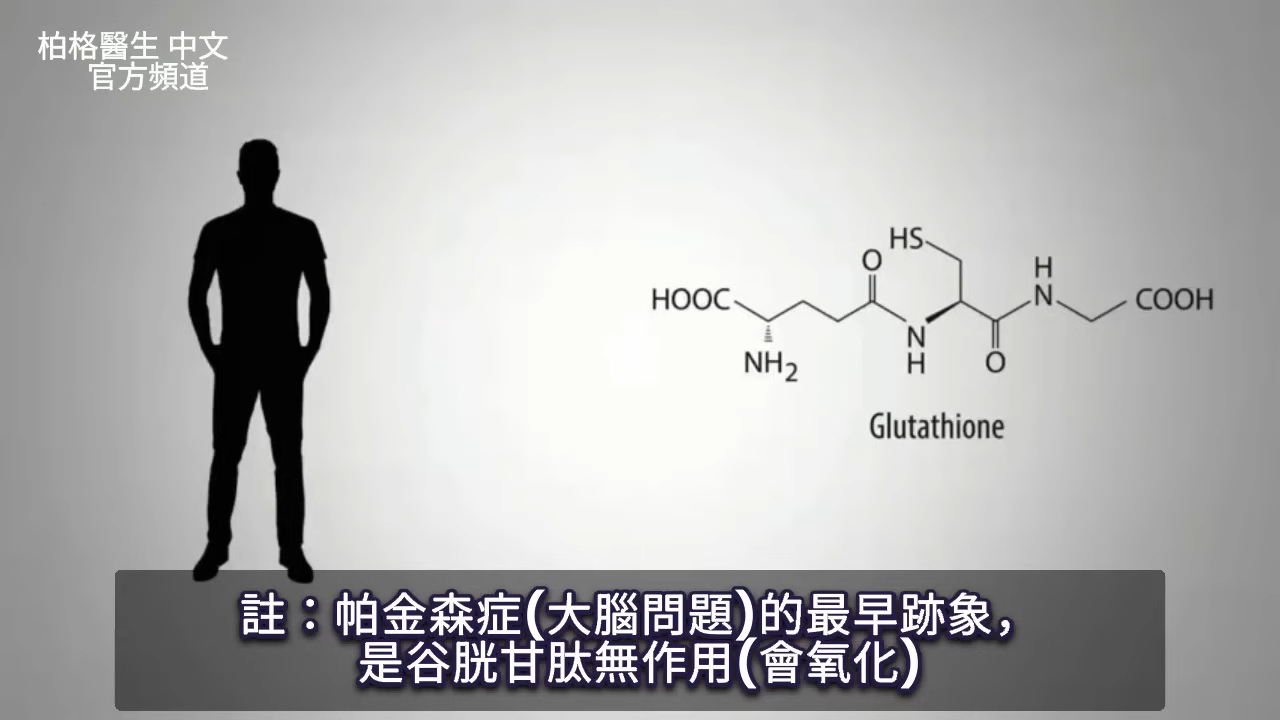 柏格醫生 中文
官方頻道
HS
O
H
HOOC
N
COOH
N
NH2
H
O
Glutathione
註：帕金森症(大腦問題)的最早跡象，
是谷胱甘肽無作用(會氧化)